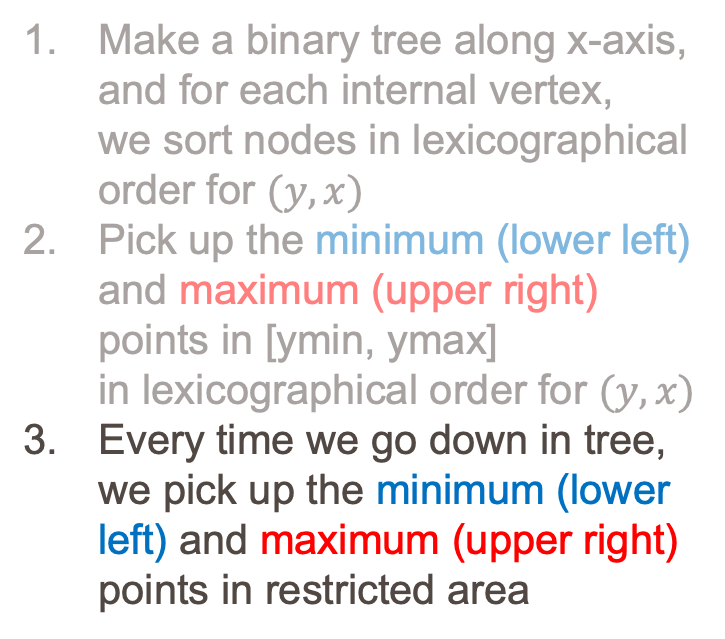 1. Make a binary tree along x-axis,
and for each internal vertex,
we sort nodes in lexicographical
order for (y, x)
2. Pick up the minimum (lower left)
and maximum (upper right)
points in [ymin, ymax]
in lexicographical order for (y, x)
3. Every time we go down in tree,
we pick up the minimum (lower
left) and maximum (upper right)
points in restricted area